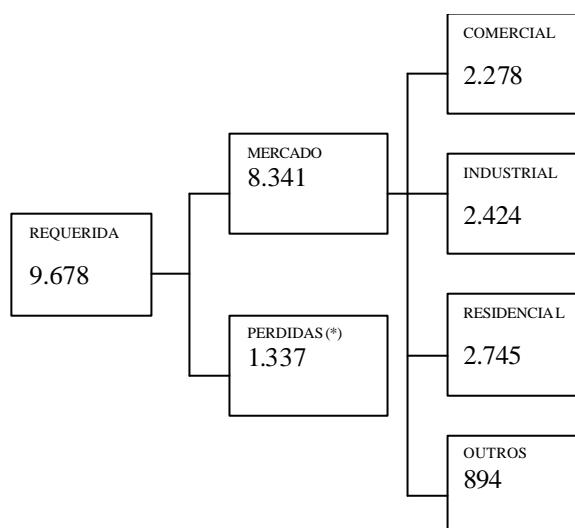 REQUERIDA
9.678
MERCADO
8.341
PERDIDAS (*)
1.337
COMERCIAL
2.278
INDUSTRIAL
2.424
RESIDENCIAL
2.745
OUTROS
894